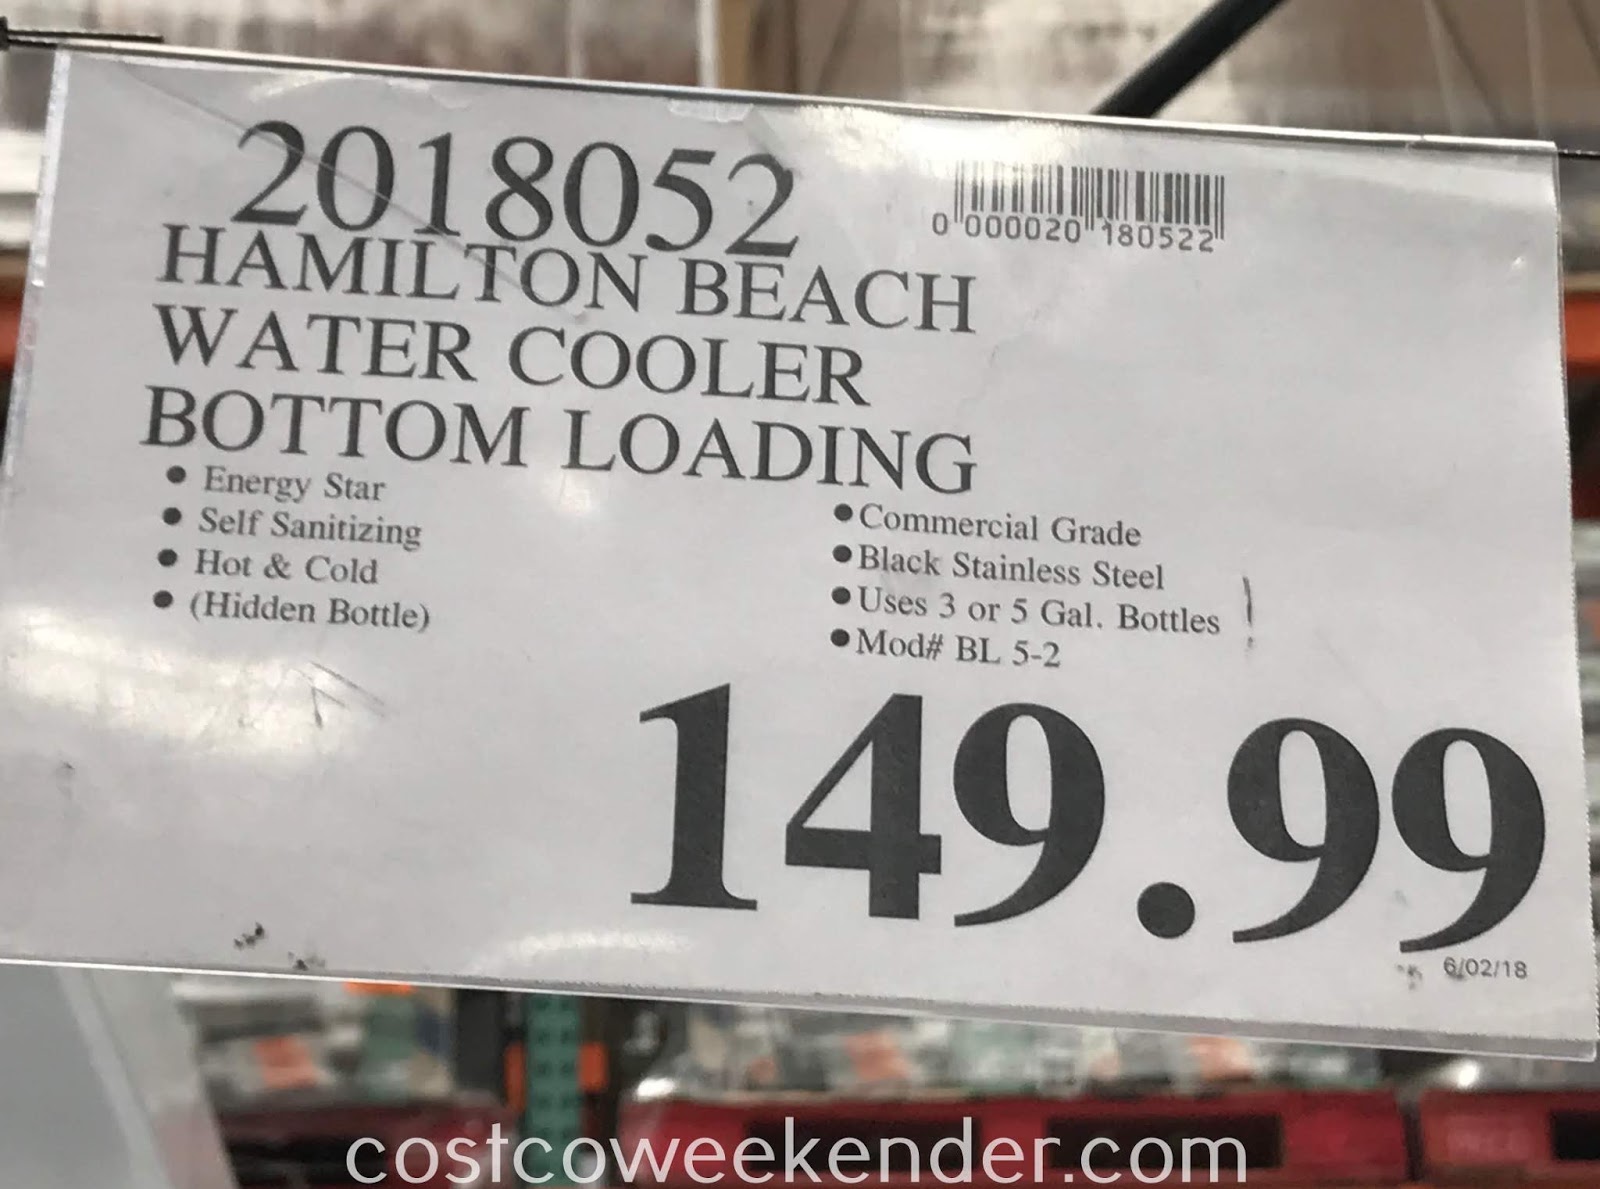 2018052
0 000020 180522
HAMILTON BEACH
WATER COOLER
BOTTOM LOADING
• Energy Star
• Self Sanitizing
• Hot & Cold
• (Hidden Bottle)
• Commercial Grade
• Black Stainless Steel
• Uses 3 or 5 Gal. Bottles
• Mod# BL 5-2
149.99
6/02/18
costcoweekender.com